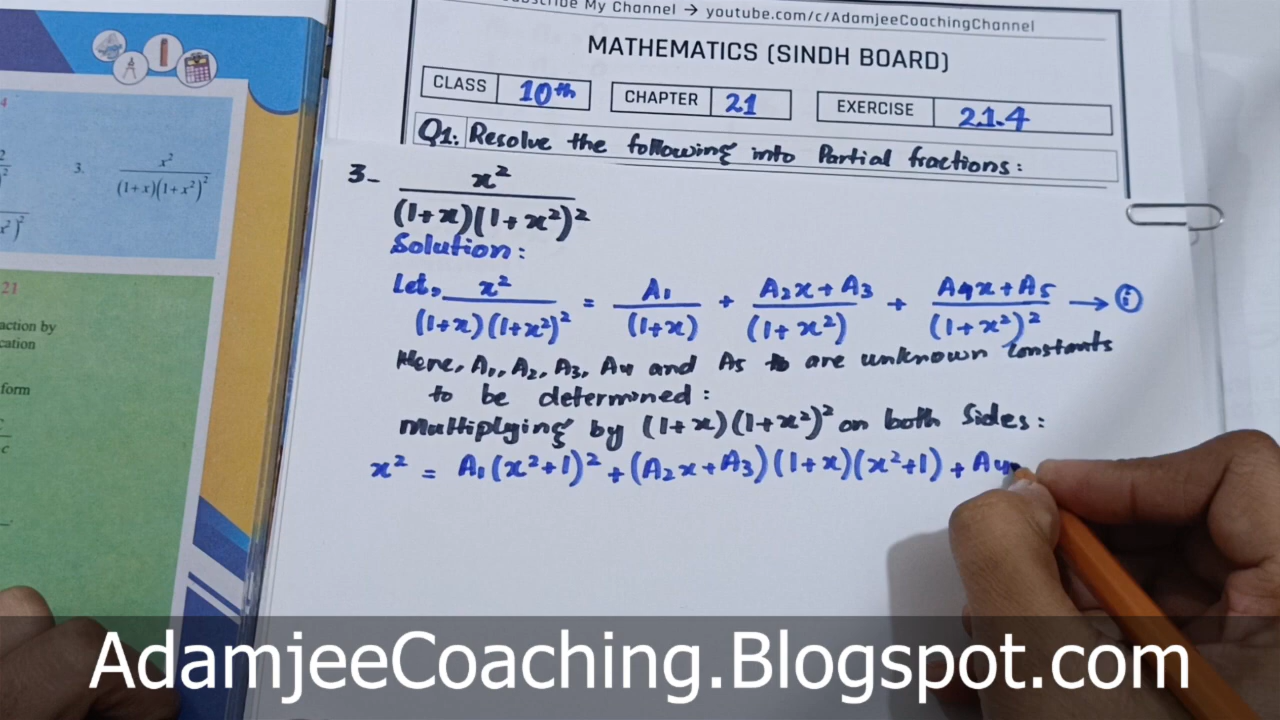 Subscribe My Channel → youtube.com/c/AdamjeeCoachingChannel
MATHEMATICS (SINDH BOARD)
CLASS 10th CHAPTER 21 EXERCISE 21.4
Q1: Resolve the following into Partial fractions:
3- x² / (1+x)(1+x²)²
Solution:
Let, x² / (1+x)(1+x²)² = A₁ / (1+x) + A₂x+A₃ / (1+x²) + A₄x+A₅ / (1+x²)² → (i)
Here, A₁, A₂, A₃, A₄ and A₅ are unknown constants
to be determined:
Multiplying by (1+x)(1+x²)² on both sides:
x² = A₁(x²+1)² + (A₂x+A₃)(1+x)(x²+1) + A₄
3. x² / (1+x)(1+x²)²
21
action by
form
AdamjeeCoaching.Blogspot.com